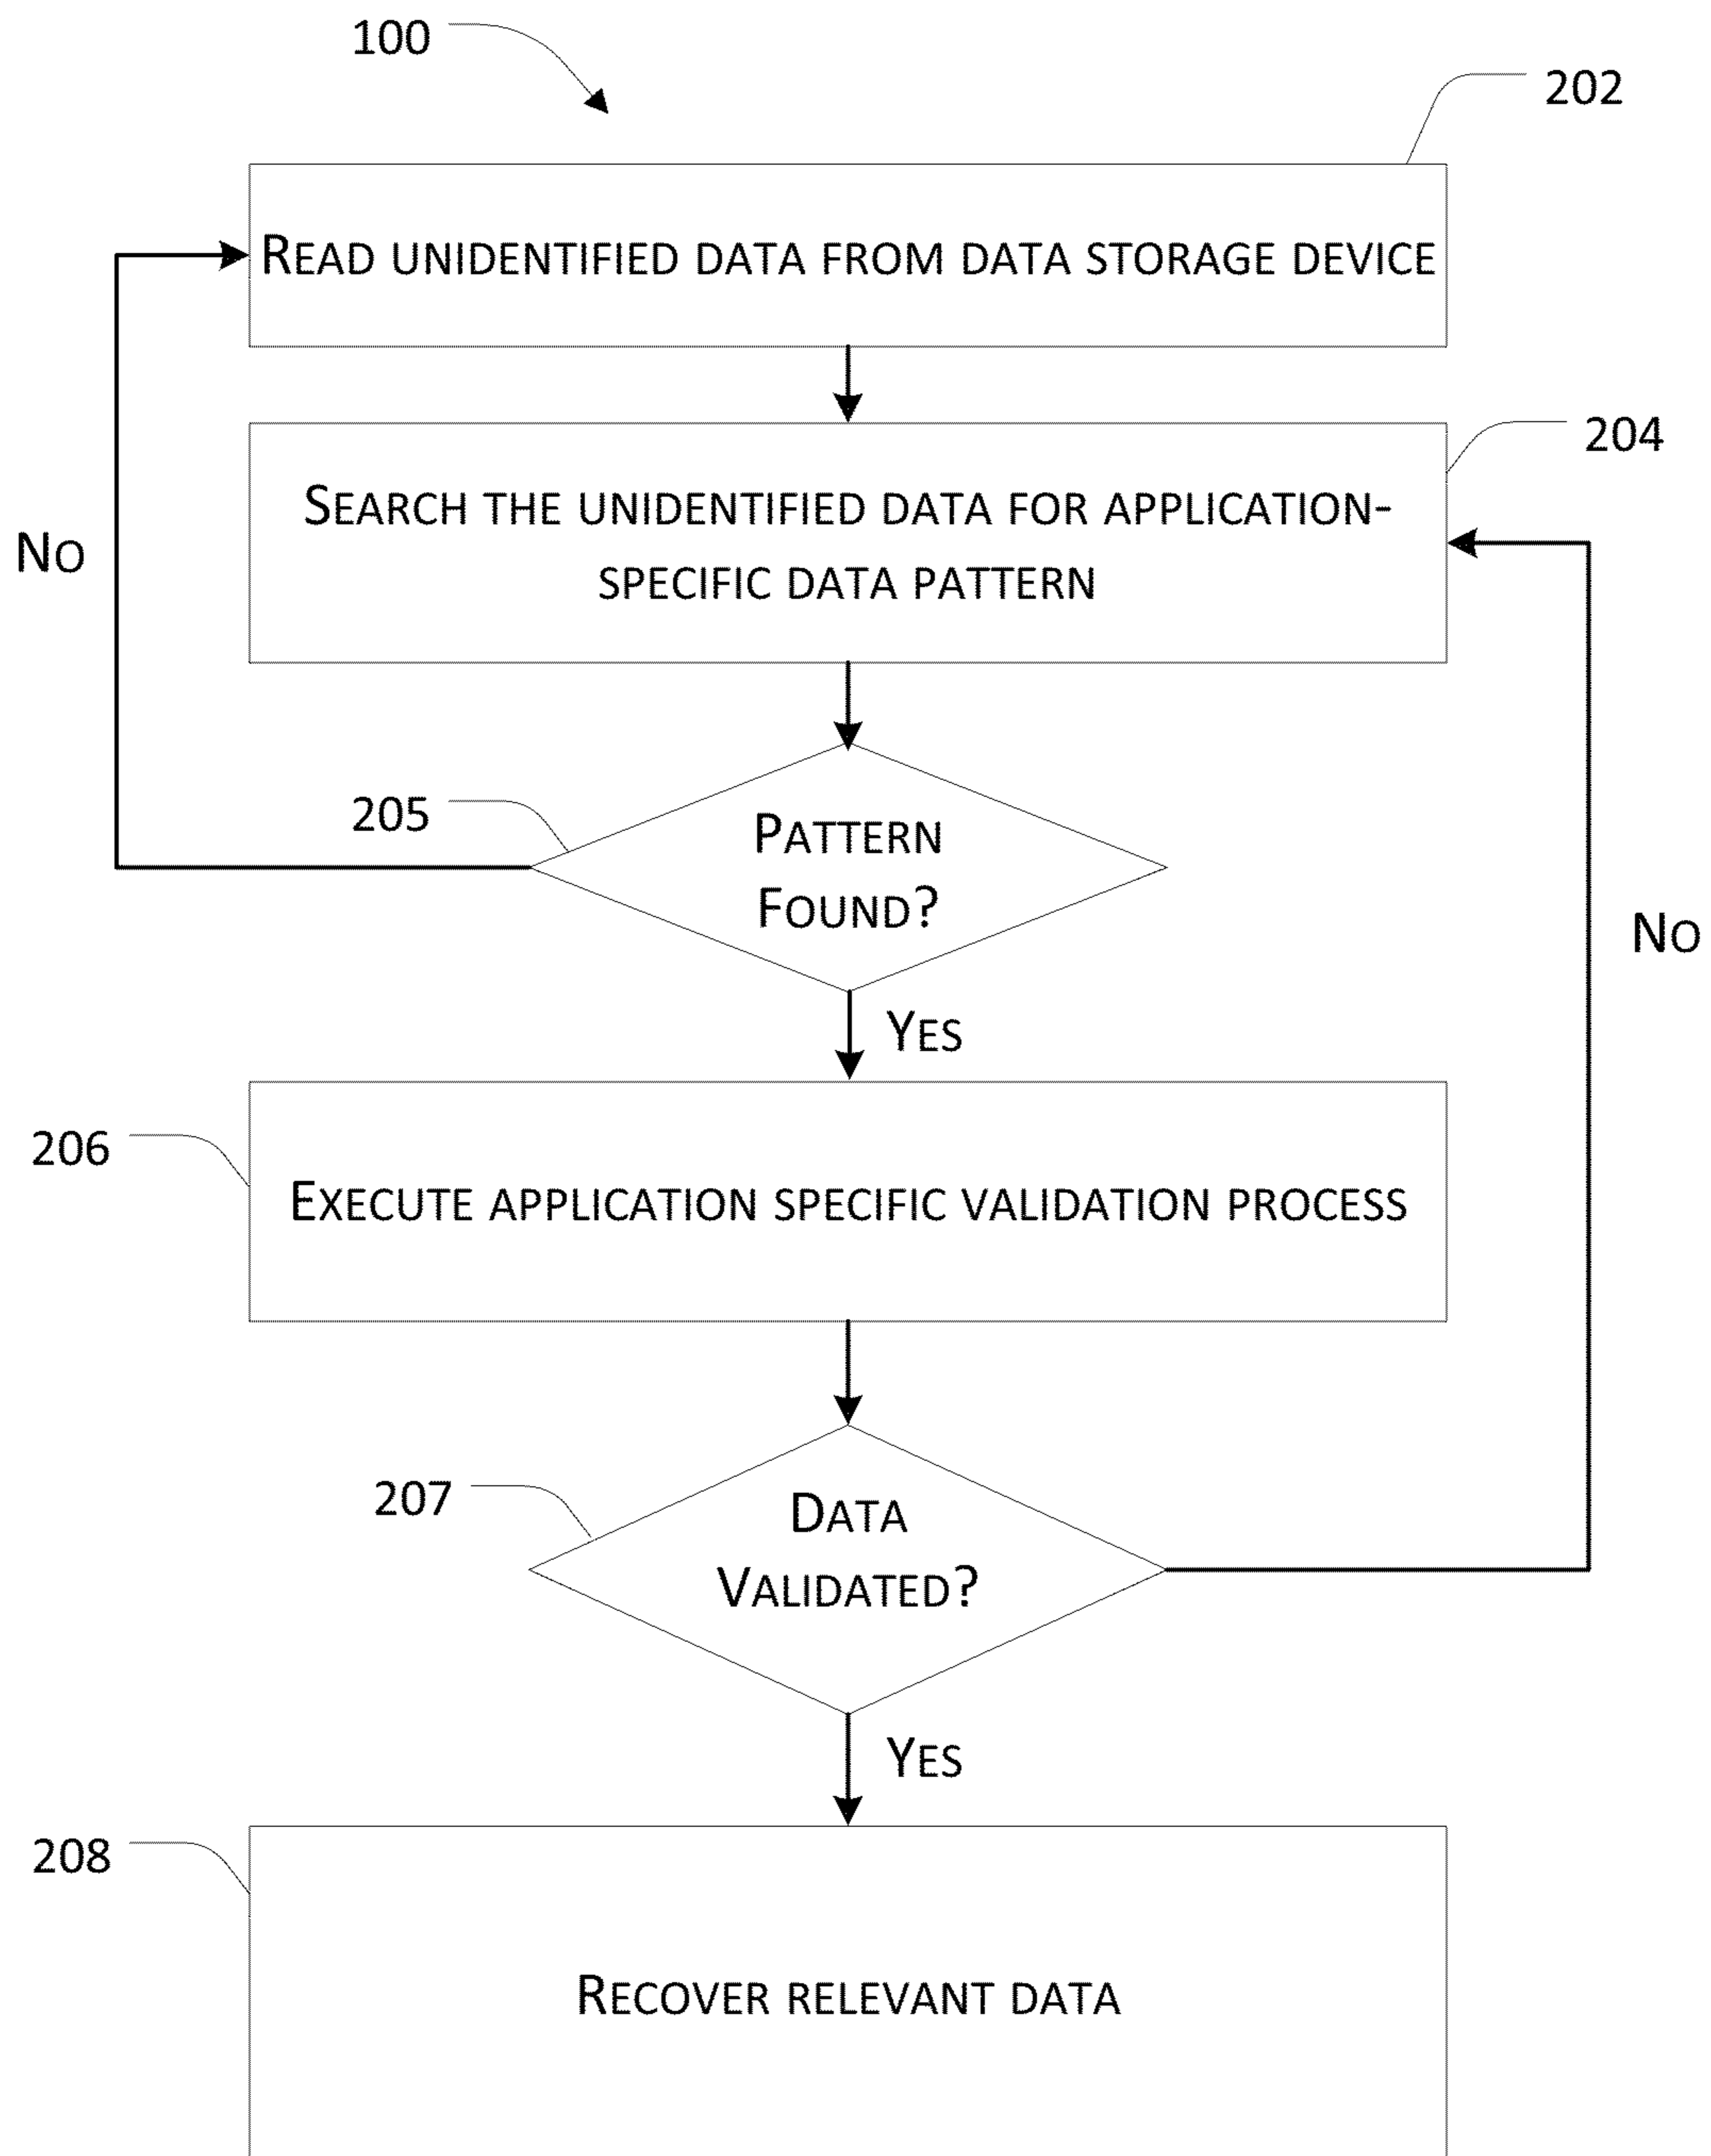 100
202
READ UNIDENTIFIED DATA FROM DATA STORAGE DEVICE
204
SEARCH THE UNIDENTIFIED DATA FOR APPLICATION-
SPECIFIC DATA PATTERN
NO
205
PATTERN
FOUND?
NO
YES
206
EXECUTE APPLICATION SPECIFIC VALIDATION PROCESS
207
DATA
VALIDATED?
YES
208
RECOVER RELEVANT DATA